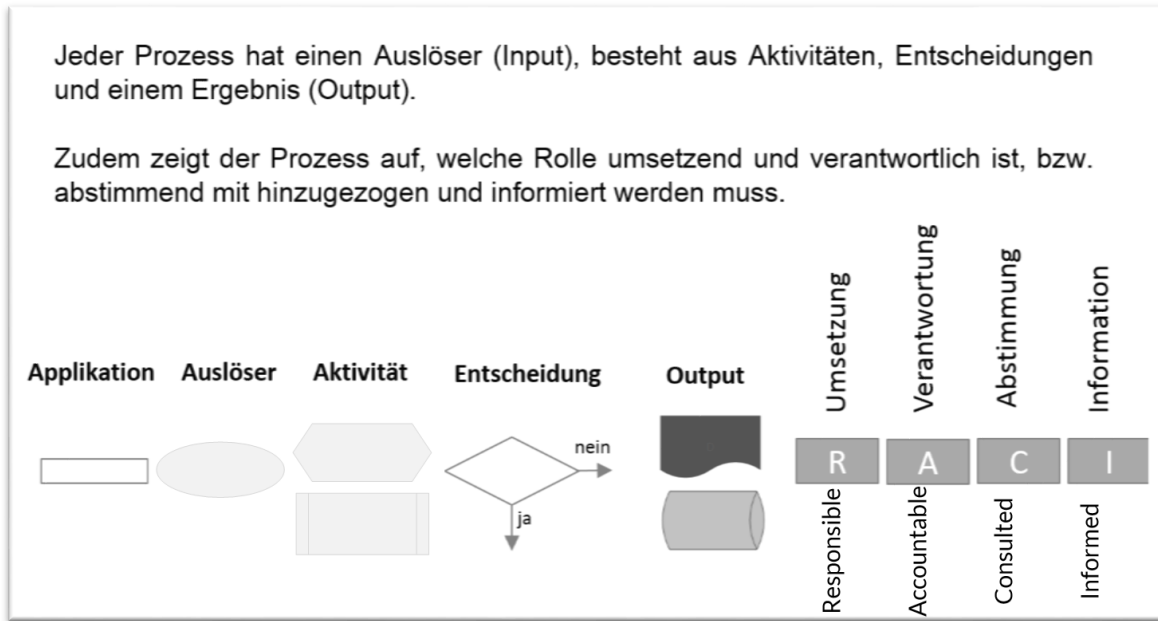 Jeder Prozess hat einen Auslöser (Input), besteht aus Aktivitäten, Entscheidungen
und einem Ergebnis (Output).
Zudem zeigt der Prozess auf, welche Rolle umsetzend und verantwortlich ist, bzw.
abstimmend mit hinzugezogen und informiert werden muss.
Applikation
Auslöser
Aktivität
Entscheidung
nein
ja
Output
Umsetzung
Verantwortung
Abstimmung
Information
R
A
C
I
Responsible
Accountable
Consulted
Informed